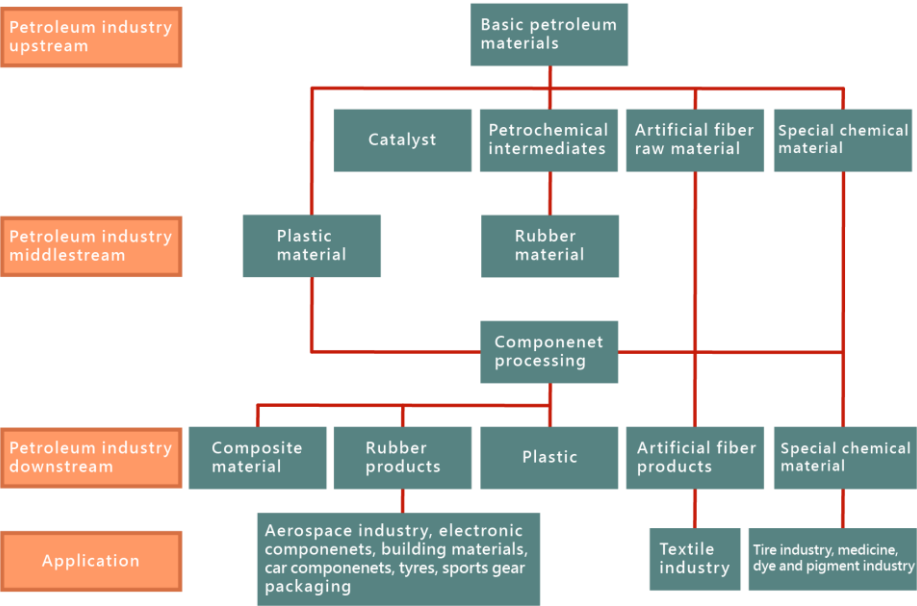 Petroleum industry
upstream
Basic petroleum
materials
Catalyst
Petrochemical
intermediates
Artificial fiber
raw material
Special chemical
material
Petroleum industry
middlestream
Plastic
material
Rubber
material
Componenet
processing
Petroleum industry
downstream
Composite
material
Rubber
products
Plastic
Artificial fiber
products
Special chemical
material
Application
Aerospace industry, electronic
componenets, building materials,
car componenets, tyres, sports gear
packaging
Textile
industry
Tire industry, medicine,
dye and pigment industry